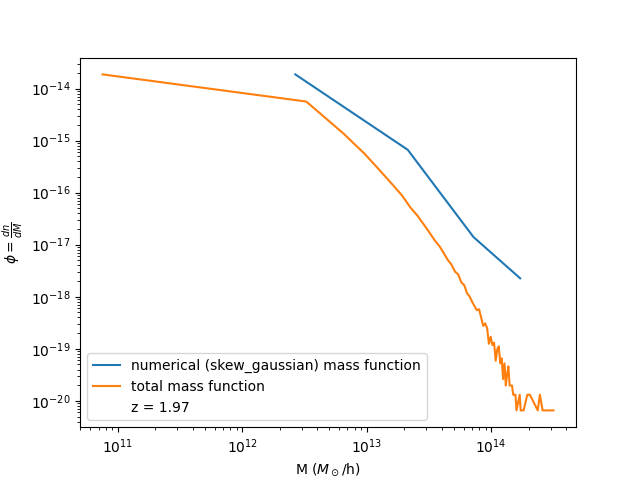 10⁻¹⁴
10⁻¹⁵
10⁻¹⁶
10⁻¹⁷
10⁻¹⁸
10⁻¹⁹
10⁻²⁰
ϕ = dn/dM
numerical (skew_gaussian) mass function
total mass function
z = 1.97
10¹¹ 10¹² 10¹³ 10¹⁴
M (M⊙/h)